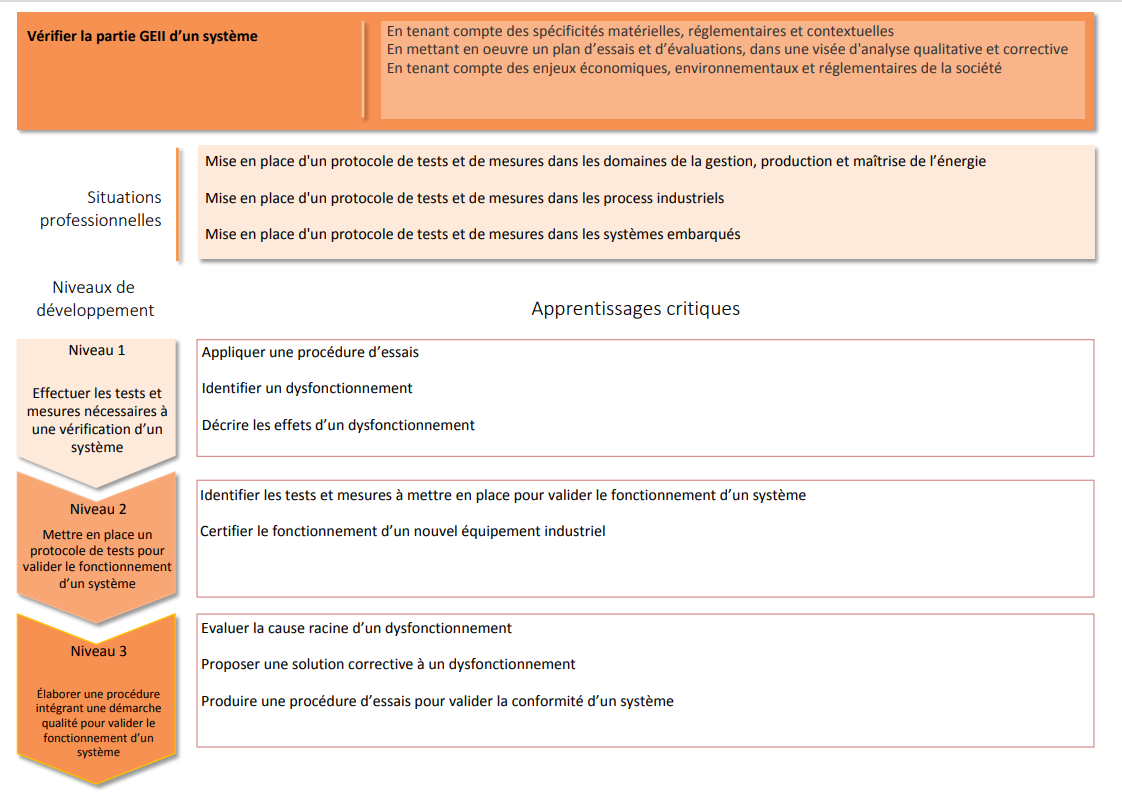 Vérifier la partie GEII d’un système
En tenant compte des spécificités matérielles, réglementaires et contextuelles
En mettant en oeuvre un plan d’essais et d’évaluations, dans une visée d'analyse qualitative et corrective
En tenant compte des enjeux économiques, environnementaux et réglementaires de la société
Situations
professionnelles
Mise en place d'un protocole de tests et de mesures dans les domaines de la gestion, production et maîtrise de l’énergie
Mise en place d'un protocole de tests et de mesures dans les process industriels
Mise en place d'un protocole de tests et de mesures dans les systèmes embarqués
Niveaux de
développement
Apprentissages critiques
Niveau 1
Effectuer les tests et
mesures nécessaires à
une vérification d’un
système
Appliquer une procédure d’essais
Identifier un dysfonctionnement
Décrire les effets d’un dysfonctionnement
Niveau 2
Mettre en place un
protocole de tests pour
valider le fonctionnement
d’un système
Identifier les tests et mesures à mettre en place pour valider le fonctionnement d’un système
Certifier le fonctionnement d’un nouvel équipement industriel
Niveau 3
Élaborer une procédure
intégrant une démarche
qualité pour valider le
fonctionnement d’un
système
Evaluer la cause racine d’un dysfonctionnement
Proposer une solution corrective à un dysfonctionnement
Produire une procédure d’essais pour valider la conformité d’un système